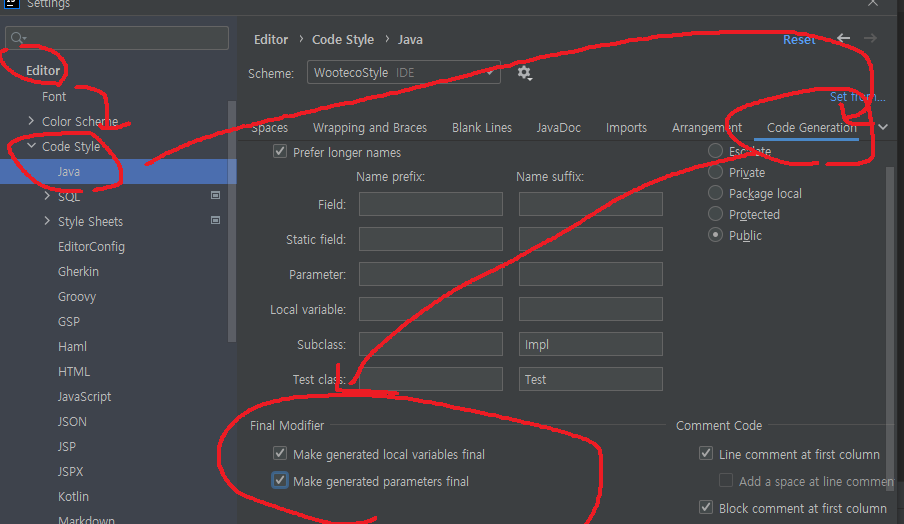 Settings
Editor
Font
Color Scheme
Code Style
Java
SQL
Style Sheets
EditorConfig
Gherkin
Groovy
GSP
Haml
HTML
JavaScript
JSON
JSP
JSPX
Kotlin
Markdown
Editor > Code Style > Java
Reset
Scheme: WootecoStyle IDE
Set from...
Spaces Wrapping and Braces Blank Lines JavaDoc Imports Arrangement Code Generation
Prefer longer names
Name prefix: Name suffix:
Field:
Static field:
Parameter:
Local variable:
Subclass: Impl
Test class: Test
Escalate
Private
Package local
Protected
Public
Final Modifier
Make generated local variables final
Make generated parameters final
Comment Code
Line comment at first column
Add a space at line commen
Block comment at first column